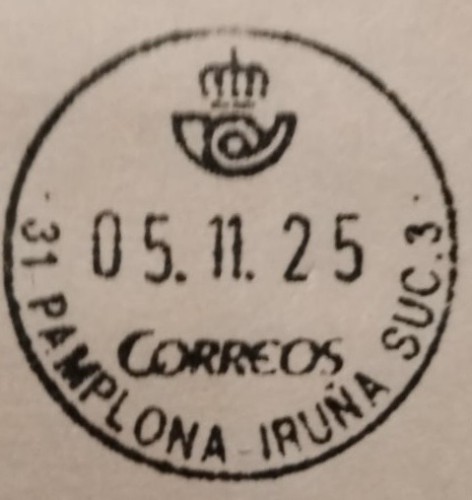 05.11.25
CORREOS
31 PAMPLONA-IRUÑA SUC.3